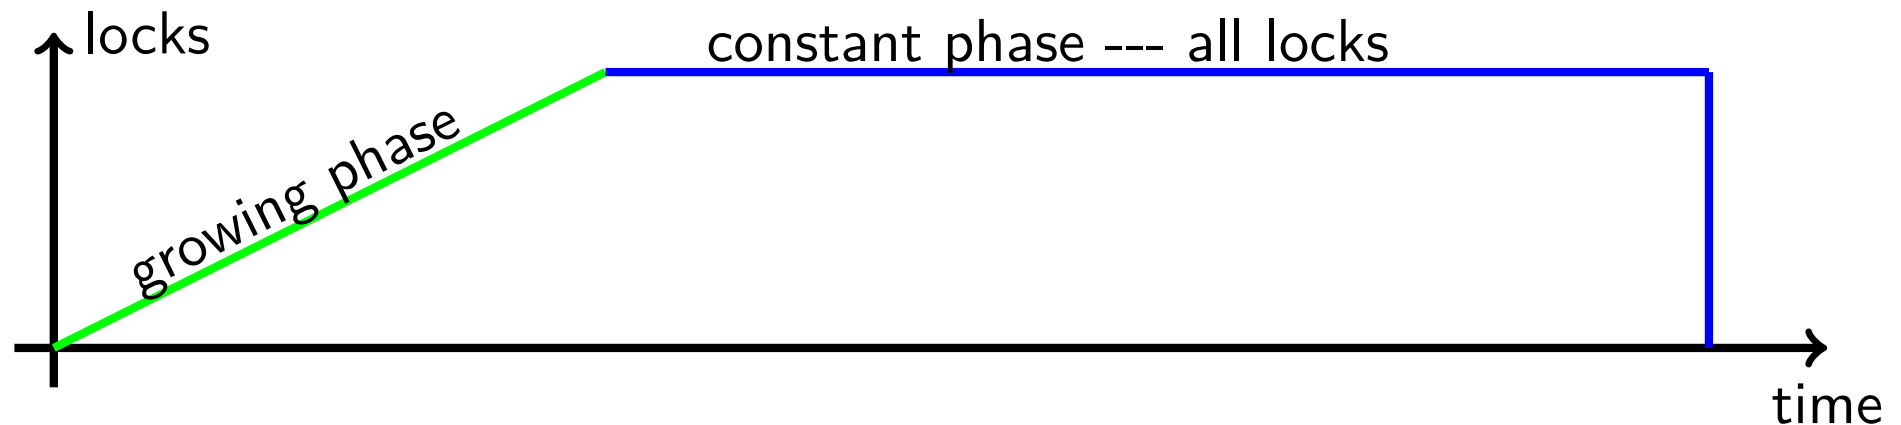 locks
constant phase --- all locks
growing phase
time